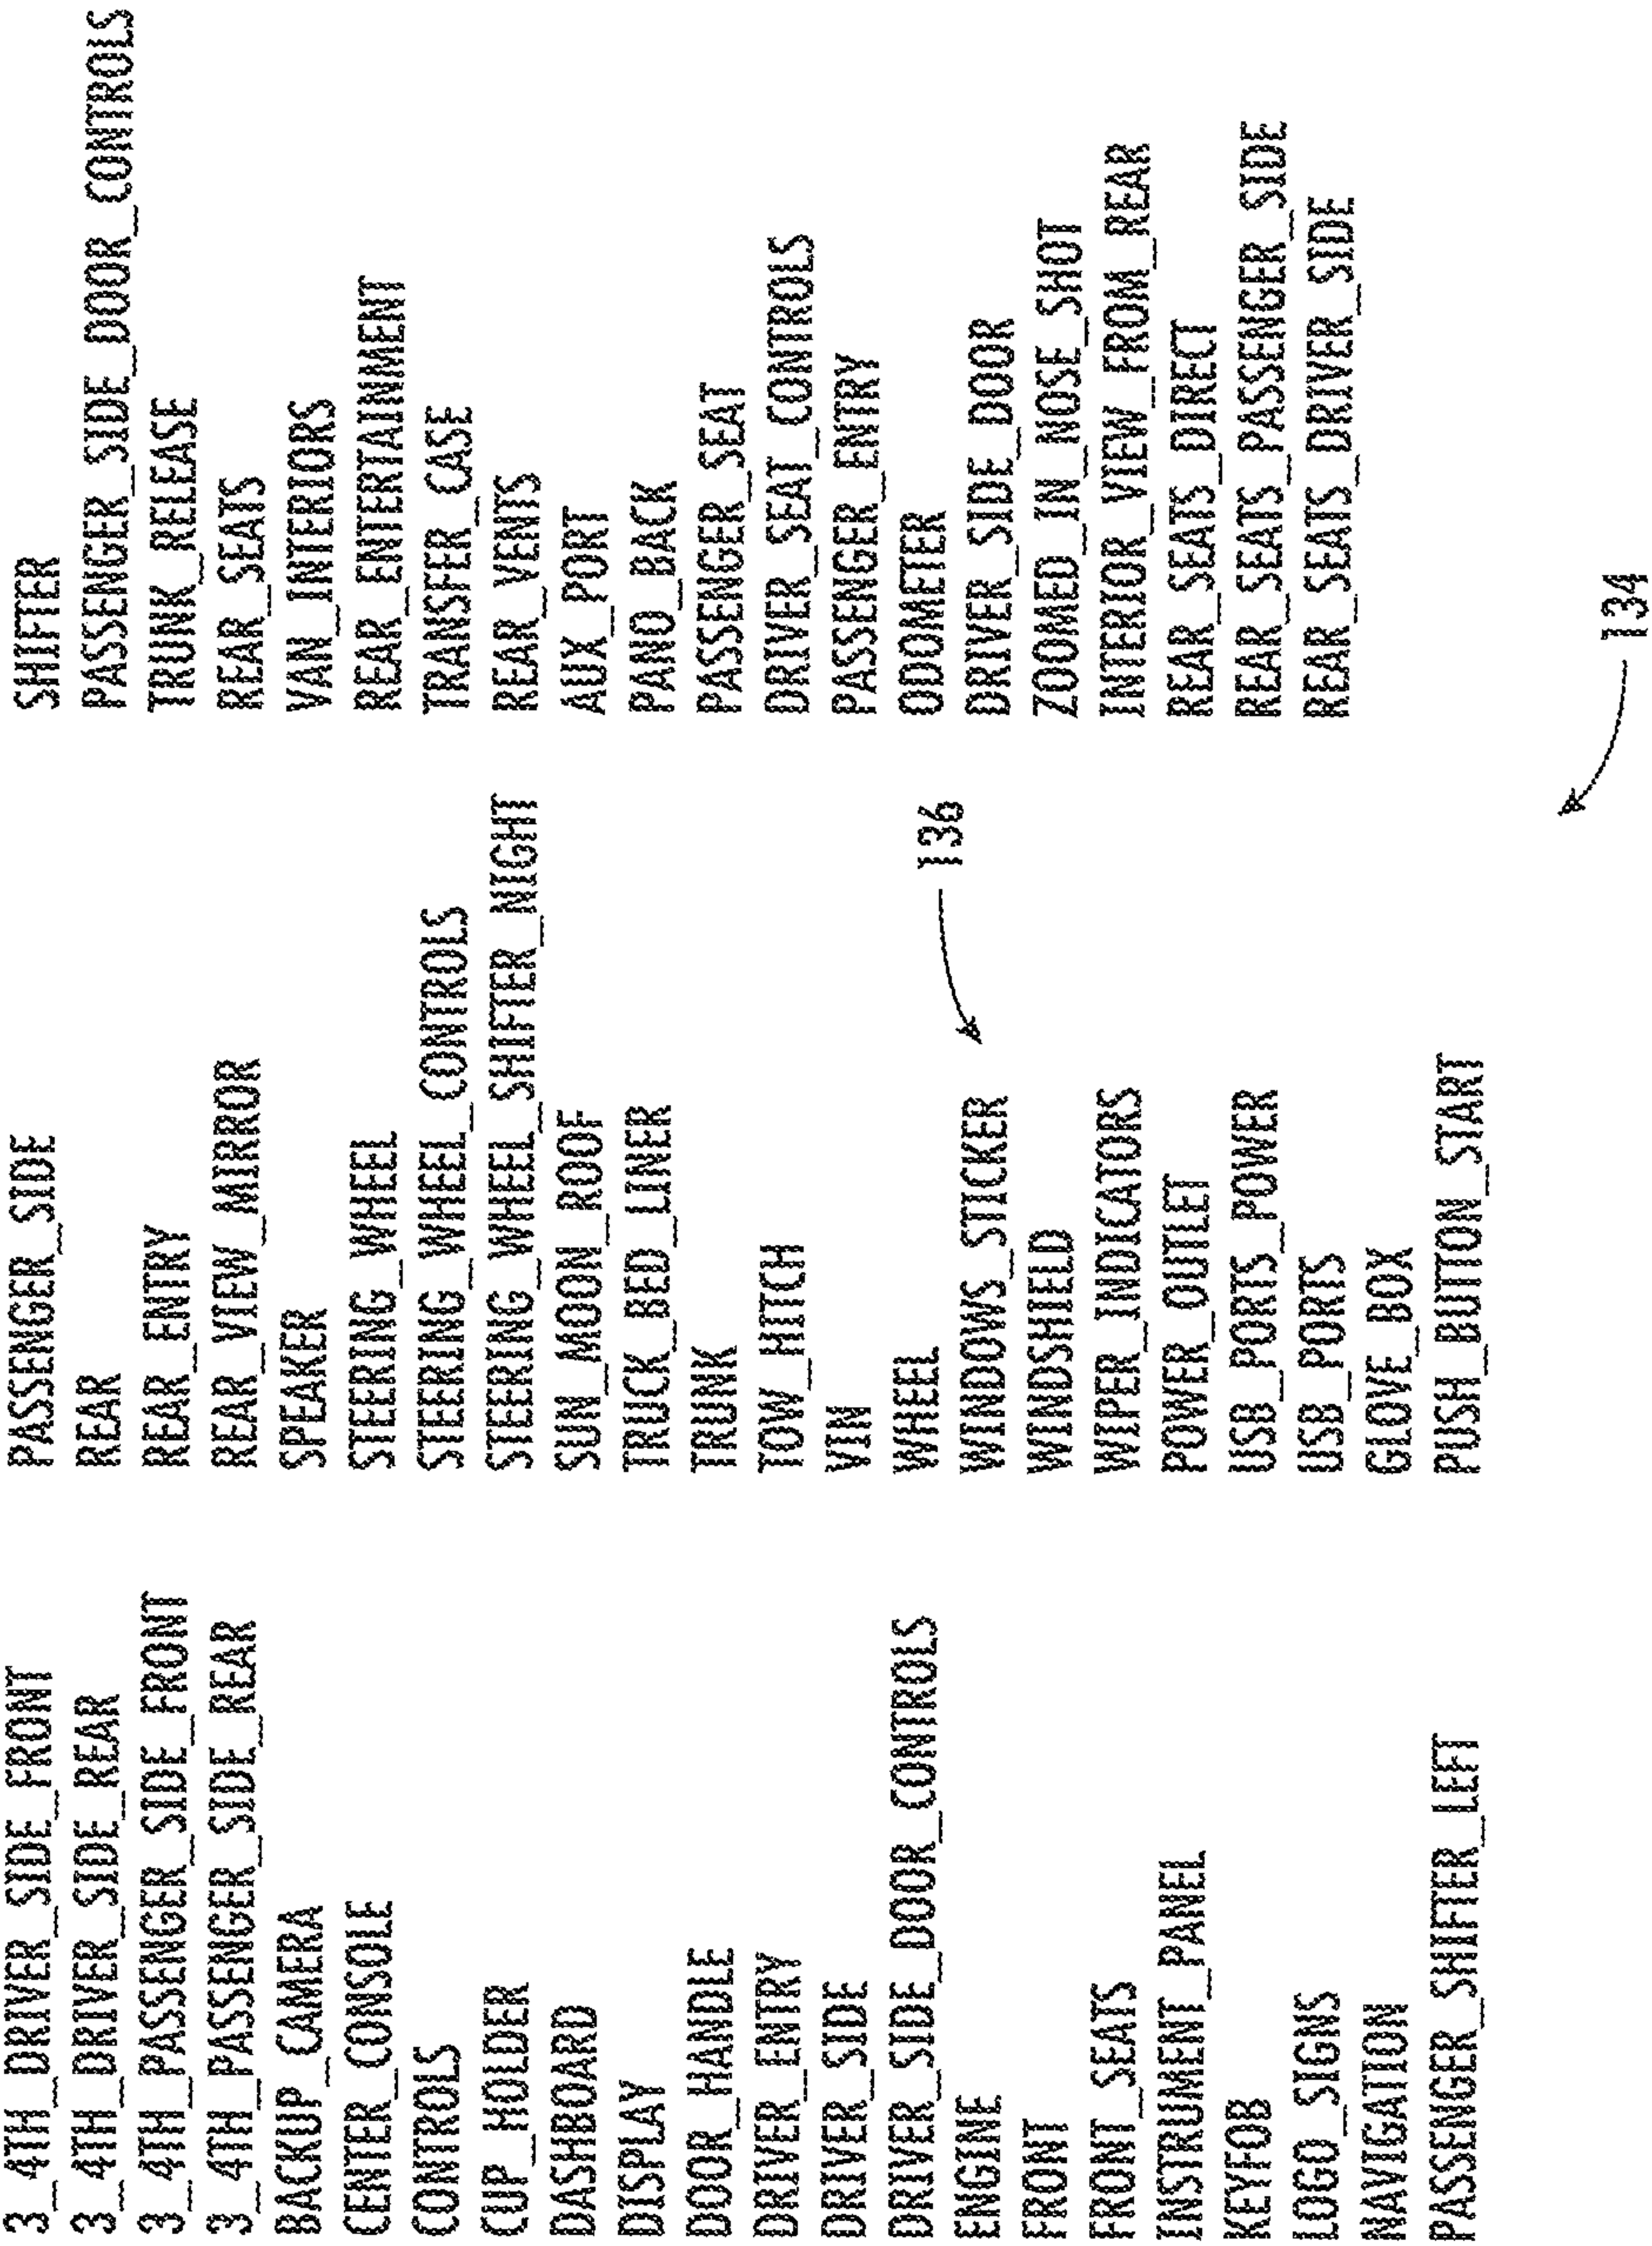 3_4TH_DRIVER_SIDE_FRONT
3_4TH_DRIVER_SIDE_REAR
3_4TH_PASSENGER_SIDE_FRONT
3_4TH_PASSENGER_SIDE_REAR
BACKUP_CAMERA
CENTER_CONSOLE
CONTROLS
CUP_HOLDER
DASHBOARD
DISPLAY
DOOR_HANDLE
DRIVER_ENTRY
DRIVER_SIDE
DRIVER_SIDE_DOOR_CONTROLS
ENGINE
FRONT
FRONT_SEATS
INSTRUMENT_PANEL
KEYFOB
LOGO_SIGNS
NAVIGATION
PASSENGER_SHIFTER_LEFT
PASSENGER_SIDE
REAR
REAR_ENTRY
REAR_VIEW_MIRROR
SPEAKER
STEERING_WHEEL
STEERING_WHEEL_CONTROLS
STEERING_WHEEL_SHIFTER_NIGHT
SUN_MOON_ROOF
TRUCK_BED_LINER
TRUNK
TOW_HITCH
VIN
WHEEL
WINDOWS_STICKER
WINDSHIELD
WIPER_INDICATORS
POWER_OUTLET
USB_PORTS_POWER
USB_PORTS
GLOVE_BOX
PUSH_BUTTON_START
136
SHIFTER
PASSENGER_SIDE_DOOR_CONTROLS
TRUNK_RELEASE
REAR_SEATS
VAN_INTERIORS
REAR_ENTERTAINMENT
TRANSFER_CASE
REAR_VENTS
AUX_PORT
PANO_BACK
PASSENGER_SEAT
DRIVER_SEAT_CONTROLS
PASSENGER_ENTRY
ODOMETER
DRIVER_SIDE_DOOR
ZOOMED_IN_NOSE_SHOT
INTERIOR_VIEW_FROM_REAR
REAR_SEATS_DIRECT
REAR_SEATS_PASSENGER_SIDE
REAR_SEATS_DRIVER_SIDE
134